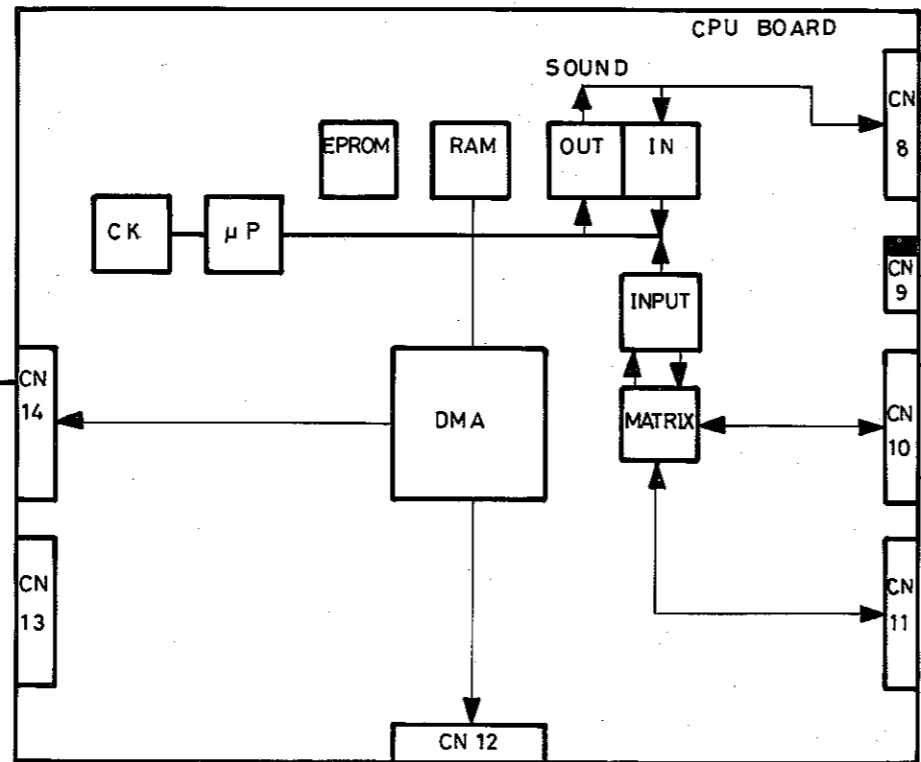 CPU BOARD
SOUND
EPROM
RAM
OUT
IN
CN
8
CK
µP
CN
9
INPUT
CN
14
DMA
MATRIX
CN
10
CN
13
CN
11
CN 12